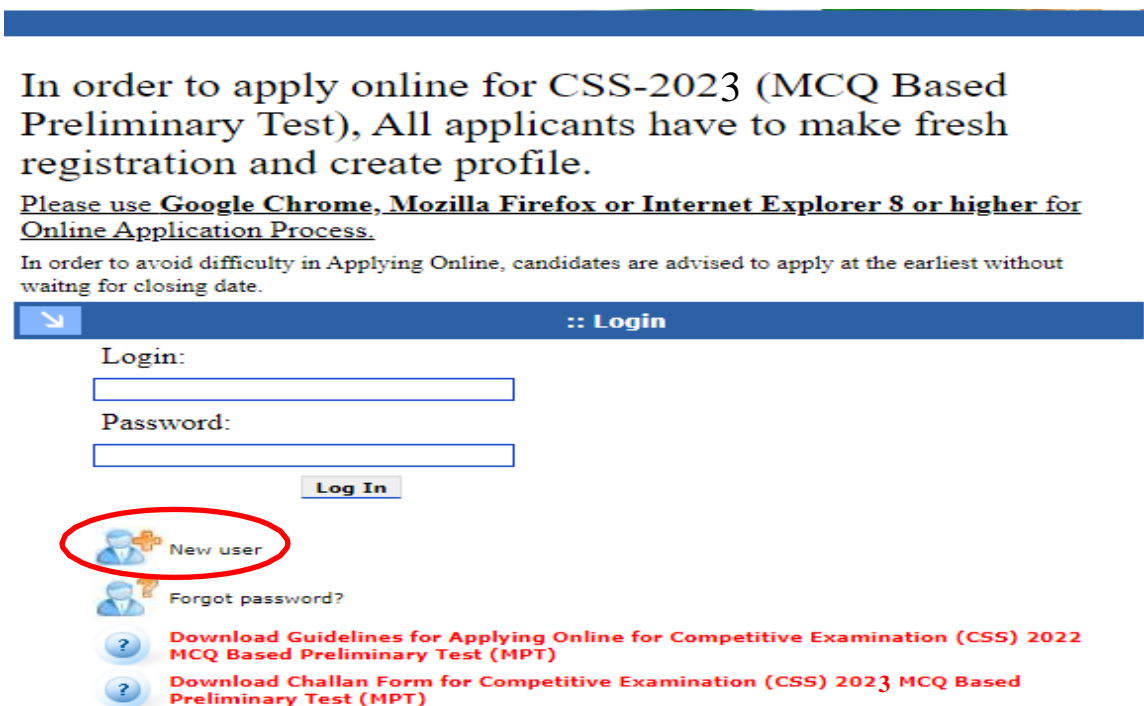 In order to apply online for CSS-2023 (MCQ Based
Preliminary Test), All applicants have to make fresh
registration and create profile.
Please use Google Chrome, Mozilla Firefox or Internet Explorer 8 or higher for
Online Application Process.
In order to avoid difficulty in Applying Online, candidates are advised to apply at the earliest without
waitng for closing date.
:: Login
Login:
Password:
Log In
New user
Forgot password?
Download Guidelines for Applying Online for Competitive Examination (CSS) 2022
MCQ Based Preliminary Test (MPT)
Download Challan Form for Competitive Examination (CSS) 2023 MCQ Based
Preliminary Test (MPT)